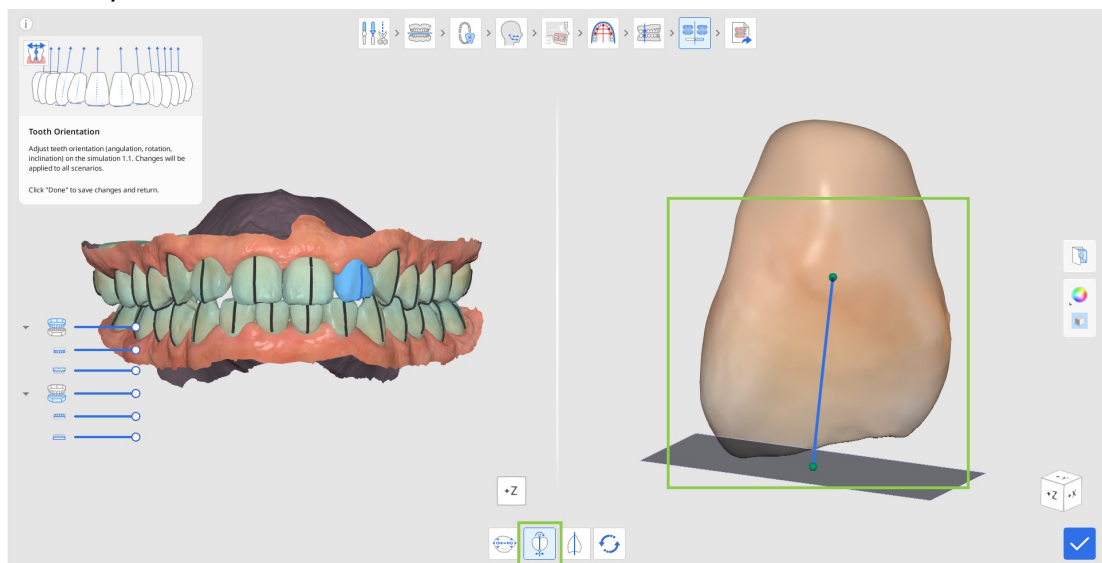 Tooth Orientation
Adjust teeth orientation (angulation, rotation,
inclination) on the simulation 1.1. Changes will be
applied to all scenarios.
Click "Done" to save changes and return.
+Z
+Z
+X